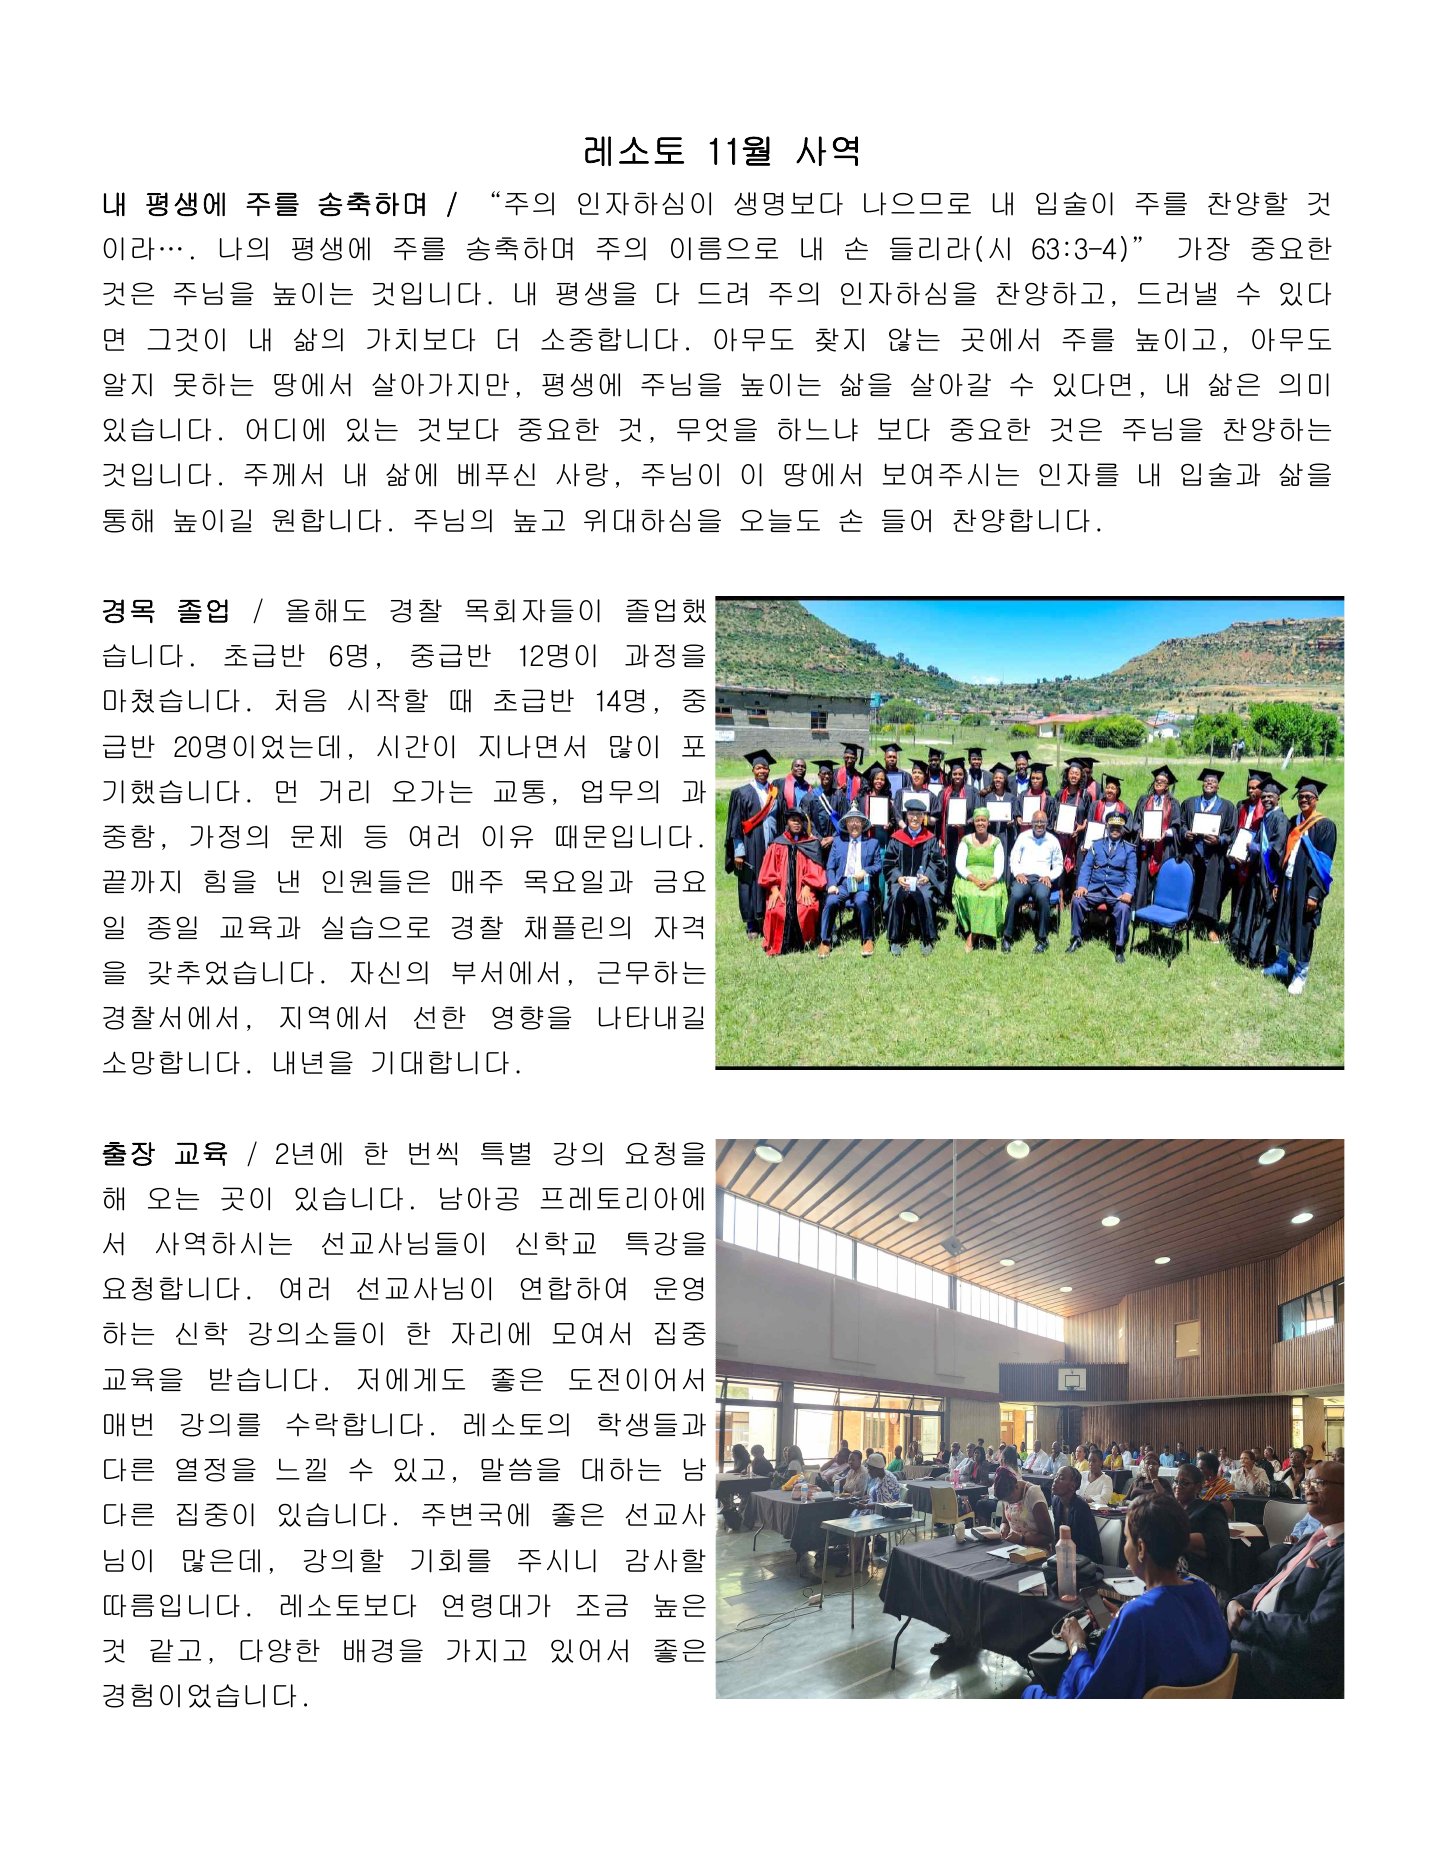 레소토 11월 사역
내 평생에 주를 송축하며 / “주의 인자하심이 생명보다 나으므로 내 입술이 주를 찬양할 것
이라…. 나의 평생에 주를 송축하며 주의 이름으로 내 손 들리라(시 63:3-4)” 가장 중요한
것은 주님을 높이는 것입니다. 내 평생을 다 드려 주의 인자하심을 찬양하고, 드러낼 수 있다
면 그것이 내 삶의 가치보다 더 소중합니다. 아무도 찾지 않는 곳에서 주를 높이고, 아무도
알지 못하는 땅에서 살아가지만, 평생에 주님을 높이는 삶을 살아갈 수 있다면, 내 삶은 의미
있습니다. 어디에 있는 것보다 중요한 것, 무엇을 하느냐 보다 중요한 것은 주님을 찬양하는
것입니다. 주께서 내 삶에 베푸신 사랑, 주님이 이 땅에서 보여주시는 인자를 내 입술과 삶을
통해 높이길 원합니다. 주님의 높고 위대하심을 오늘도 손 들어 찬양합니다.
경목 졸업 / 올해도 경찰 목회자들이 졸업했
습니다. 초급반 6명, 중급반 12명이 과정을
마쳤습니다. 처음 시작할 때 초급반 14명, 중
급반 20명이었는데, 시간이 지나면서 많이 포
기했습니다. 먼 거리 오가는 교통, 업무의 과
중함, 가정의 문제 등 여러 이유 때문입니다.
끝까지 힘을 낸 인원들은 매주 목요일과 금요
일 종일 교육과 실습으로 경찰 채플린의 자격
을 갖추었습니다. 자신의 부서에서, 근무하는
경찰서에서, 지역에서 선한 영향을 나타내길
소망합니다. 내년을 기대합니다.
출장 교육 / 2년에 한 번씩 특별 강의 요청을
해 오는 곳이 있습니다. 남아공 프레토리아에
서 사역하시는 선교사님들이 신학교 특강을
요청합니다. 여러 선교사님이 연합하여 운영
하는 신학 강의소들이 한 자리에 모여서 집중
교육을 받습니다. 저에게도 좋은 도전이어서
매번 강의를 수락합니다. 레소토의 학생들과
다른 열정을 느낄 수 있고, 말씀을 대하는 남
다른 집중이 있습니다. 주변국에 좋은 선교사
님이 많은데, 강의할 기회를 주시니 감사할
따름입니다. 레소토보다 연령대가 조금 높은
것 같고, 다양한 배경을 가지고 있어서 좋은
경험이었습니다.